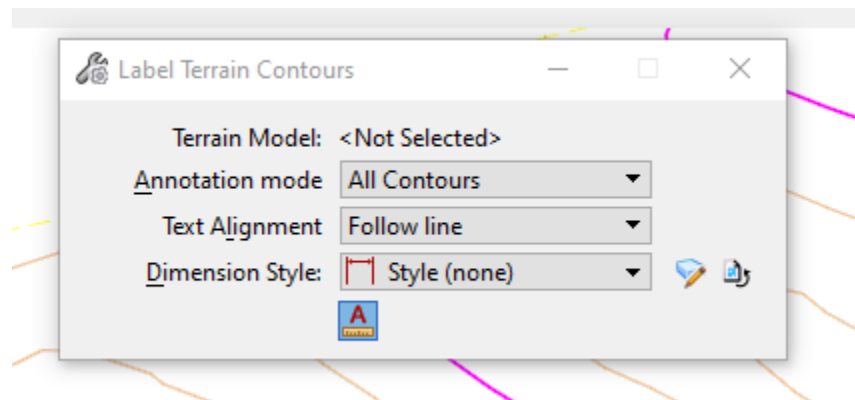 Label Terrain Contours
Terrain Model: <Not Selected>
Annotation mode All Contours
Text Alignment Follow line
Dimension Style: Style (none)
A